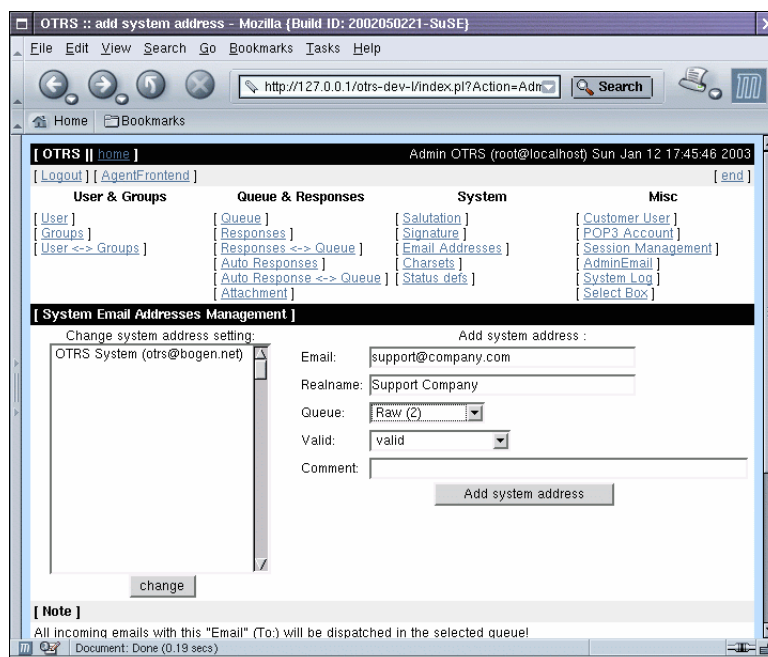 OTRS :: add system address - Mozilla {Build ID: 2002050221-SuSE}
File Edit View Search Go Bookmarks Tasks Help
http://127.0.0.1/otrs-dev-l/index.pl?Action=Adm Search
Home Bookmarks
[ OTRS || home ] Admin OTRS (root@localhost) Sun Jan 12 17:45:46 2003
[ Logout ] [ AgentFrontend ] [ end ]
User & Groups Queue & Responses System Misc
[ User ] [ Queue ] [ Salutation ] [ Customer User ]
[ Groups ] [ Responses ] [ Signature ] [ POP3 Account ]
[ User <-> Groups ] [ Responses <-> Queue ] [ Email Addresses ] [ Session Management ]
[ Auto Responses ] [ Charsets ] [ AdminEmail ]
[ Auto Response <-> Queue ] [ Status defs ] [ System Log ]
[ Attachment ] [ Select Box ]
[ System Email Addresses Management ]
Change system address setting: Add system address :
OTRS System (otrs@bogen.net) Email: support@company.com
Realname: Support Company
Queue: Raw (2)
Valid: valid
Comment:
Add system address
change
[ Note ]
All incoming emails with this "Email" (To:) will be dispatched in the selected queue!
Document: Done (0.19 secs)